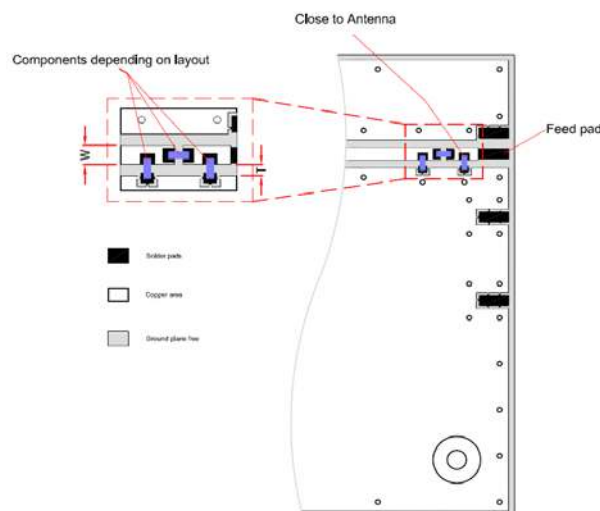 Close to Antenna
Components depending on layout
Feed pad
W
T
Solder pads
Copper area
Ground plane free